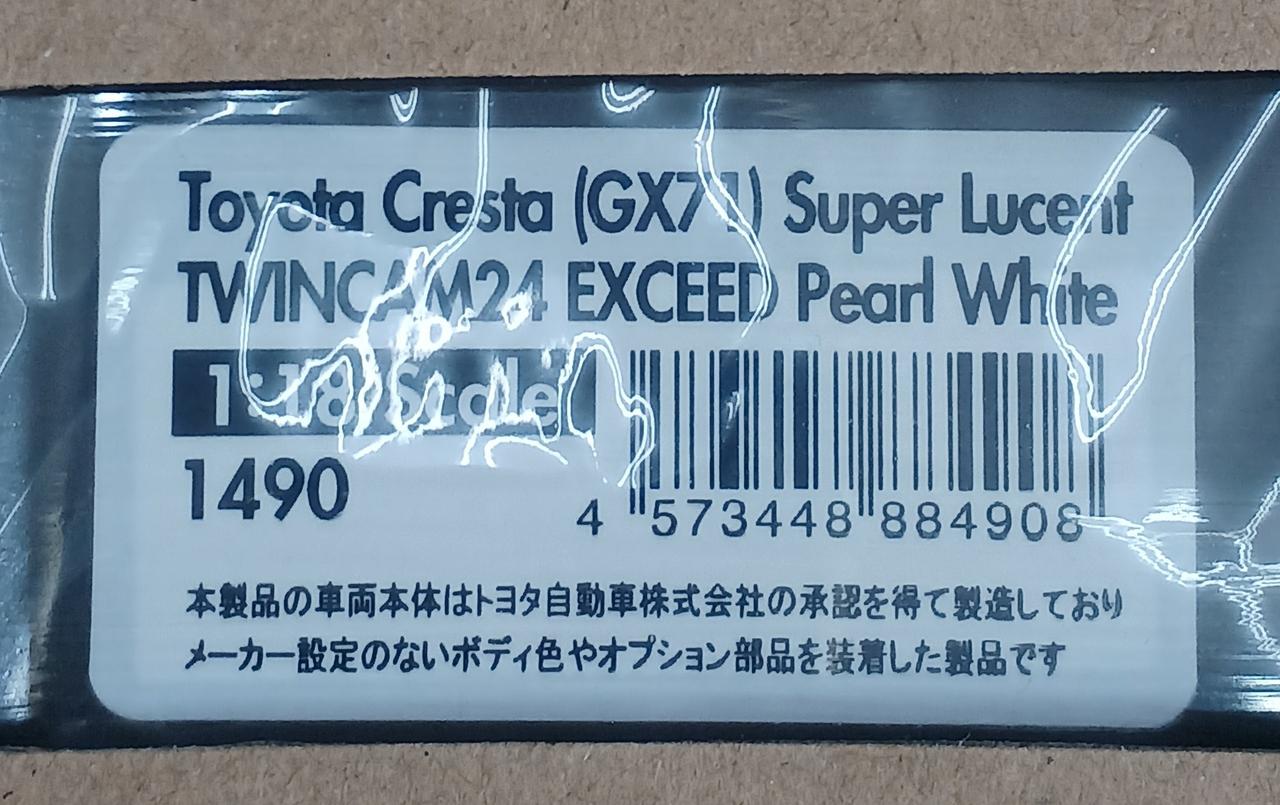 Toyota Cresta (GX71) Super Lucent
TWINCAM24 EXCEED Pearl White
1:18 Scale
1490
4 573448 884908
本製品の車両本体はトヨタ自動車株式会社の承認を得て製造しており
メーカー設定のないボディ色やオプション部品を装着した製品です